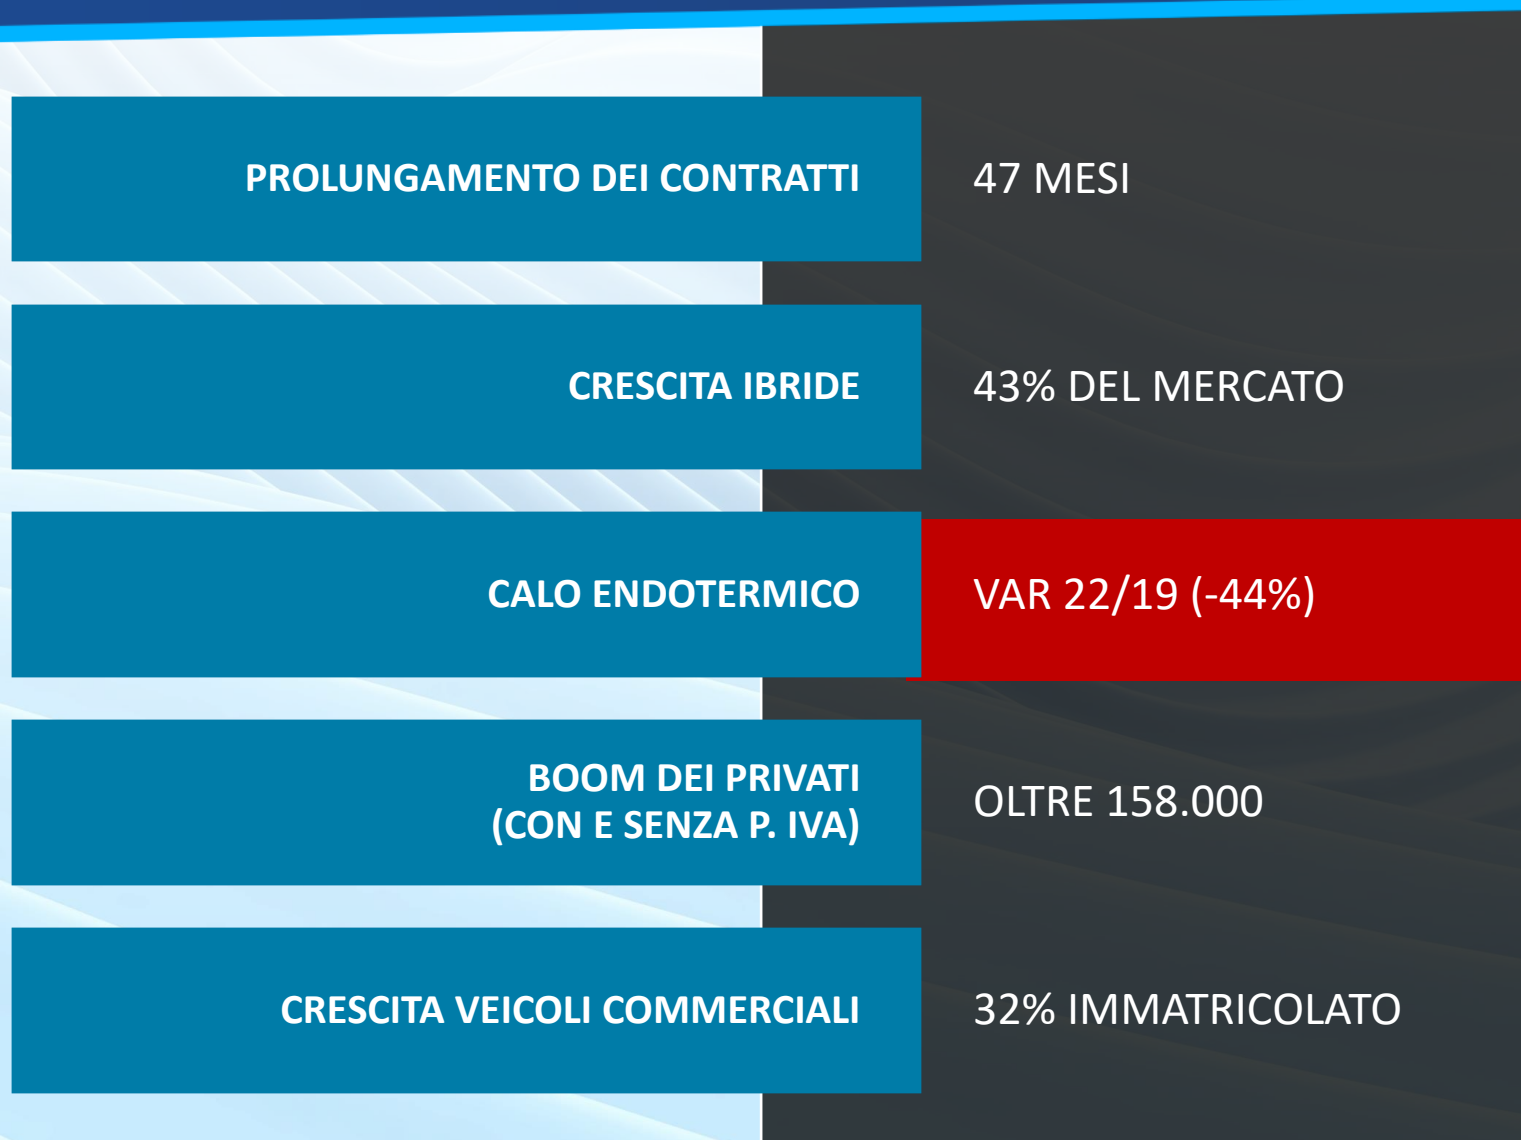 PROLUNGAMENTO DEI CONTRATTI
47 MESI
CRESCITA IBRIDE
43% DEL MERCATO
CALO ENDOTERMICO
VAR 22/19 (-44%)
BOOM DEI PRIVATI
(CON E SENZA P. IVA)
OLTRE 158.000
CRESCITA VEICOLI COMMERCIALI
32% IMMATRICOLATO